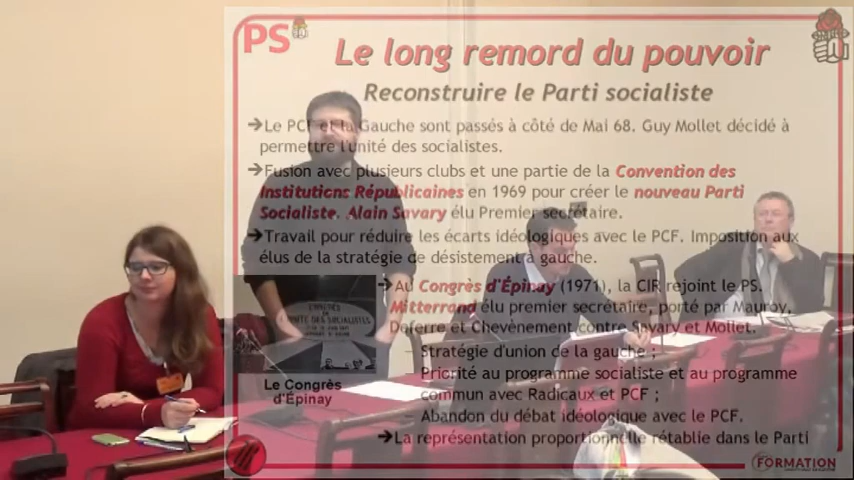 PS
Le long remord du pouvoir
Reconstruire le Parti socialiste
➔Le PCF et la Gauche sont passés à côté de Mai 68. Guy Mollet décidé à
permettre l'unité des socialistes.
➔Fusion avec plusieurs clubs et une partie de la Convention des
Institutions Républicaines en 1969 pour créer le nouveau Parti
Socialiste. Alain Savary élu Premier secrétaire.
➔Travail pour réduire les écarts idéologiques avec le PCF. Imposition aux
élus de la stratégie de désistement à gauche.
➔Au Congrès d'Épinay (1971), la CIR rejoint le PS.
Mitterrand élu premier secrétaire, porté par Mauroy,
Deferre et Chevènement contre Savary et Mollet.
– Stratégie d'union de la gauche ;
– Priorité au programme socialiste et au programme
commun avec Radicaux et PCF ;
– Abandon du débat idéologique avec le PCF.
➔La représentation proportionnelle rétablie dans le Parti
Le Congrès
d'Épinay
FORMATION